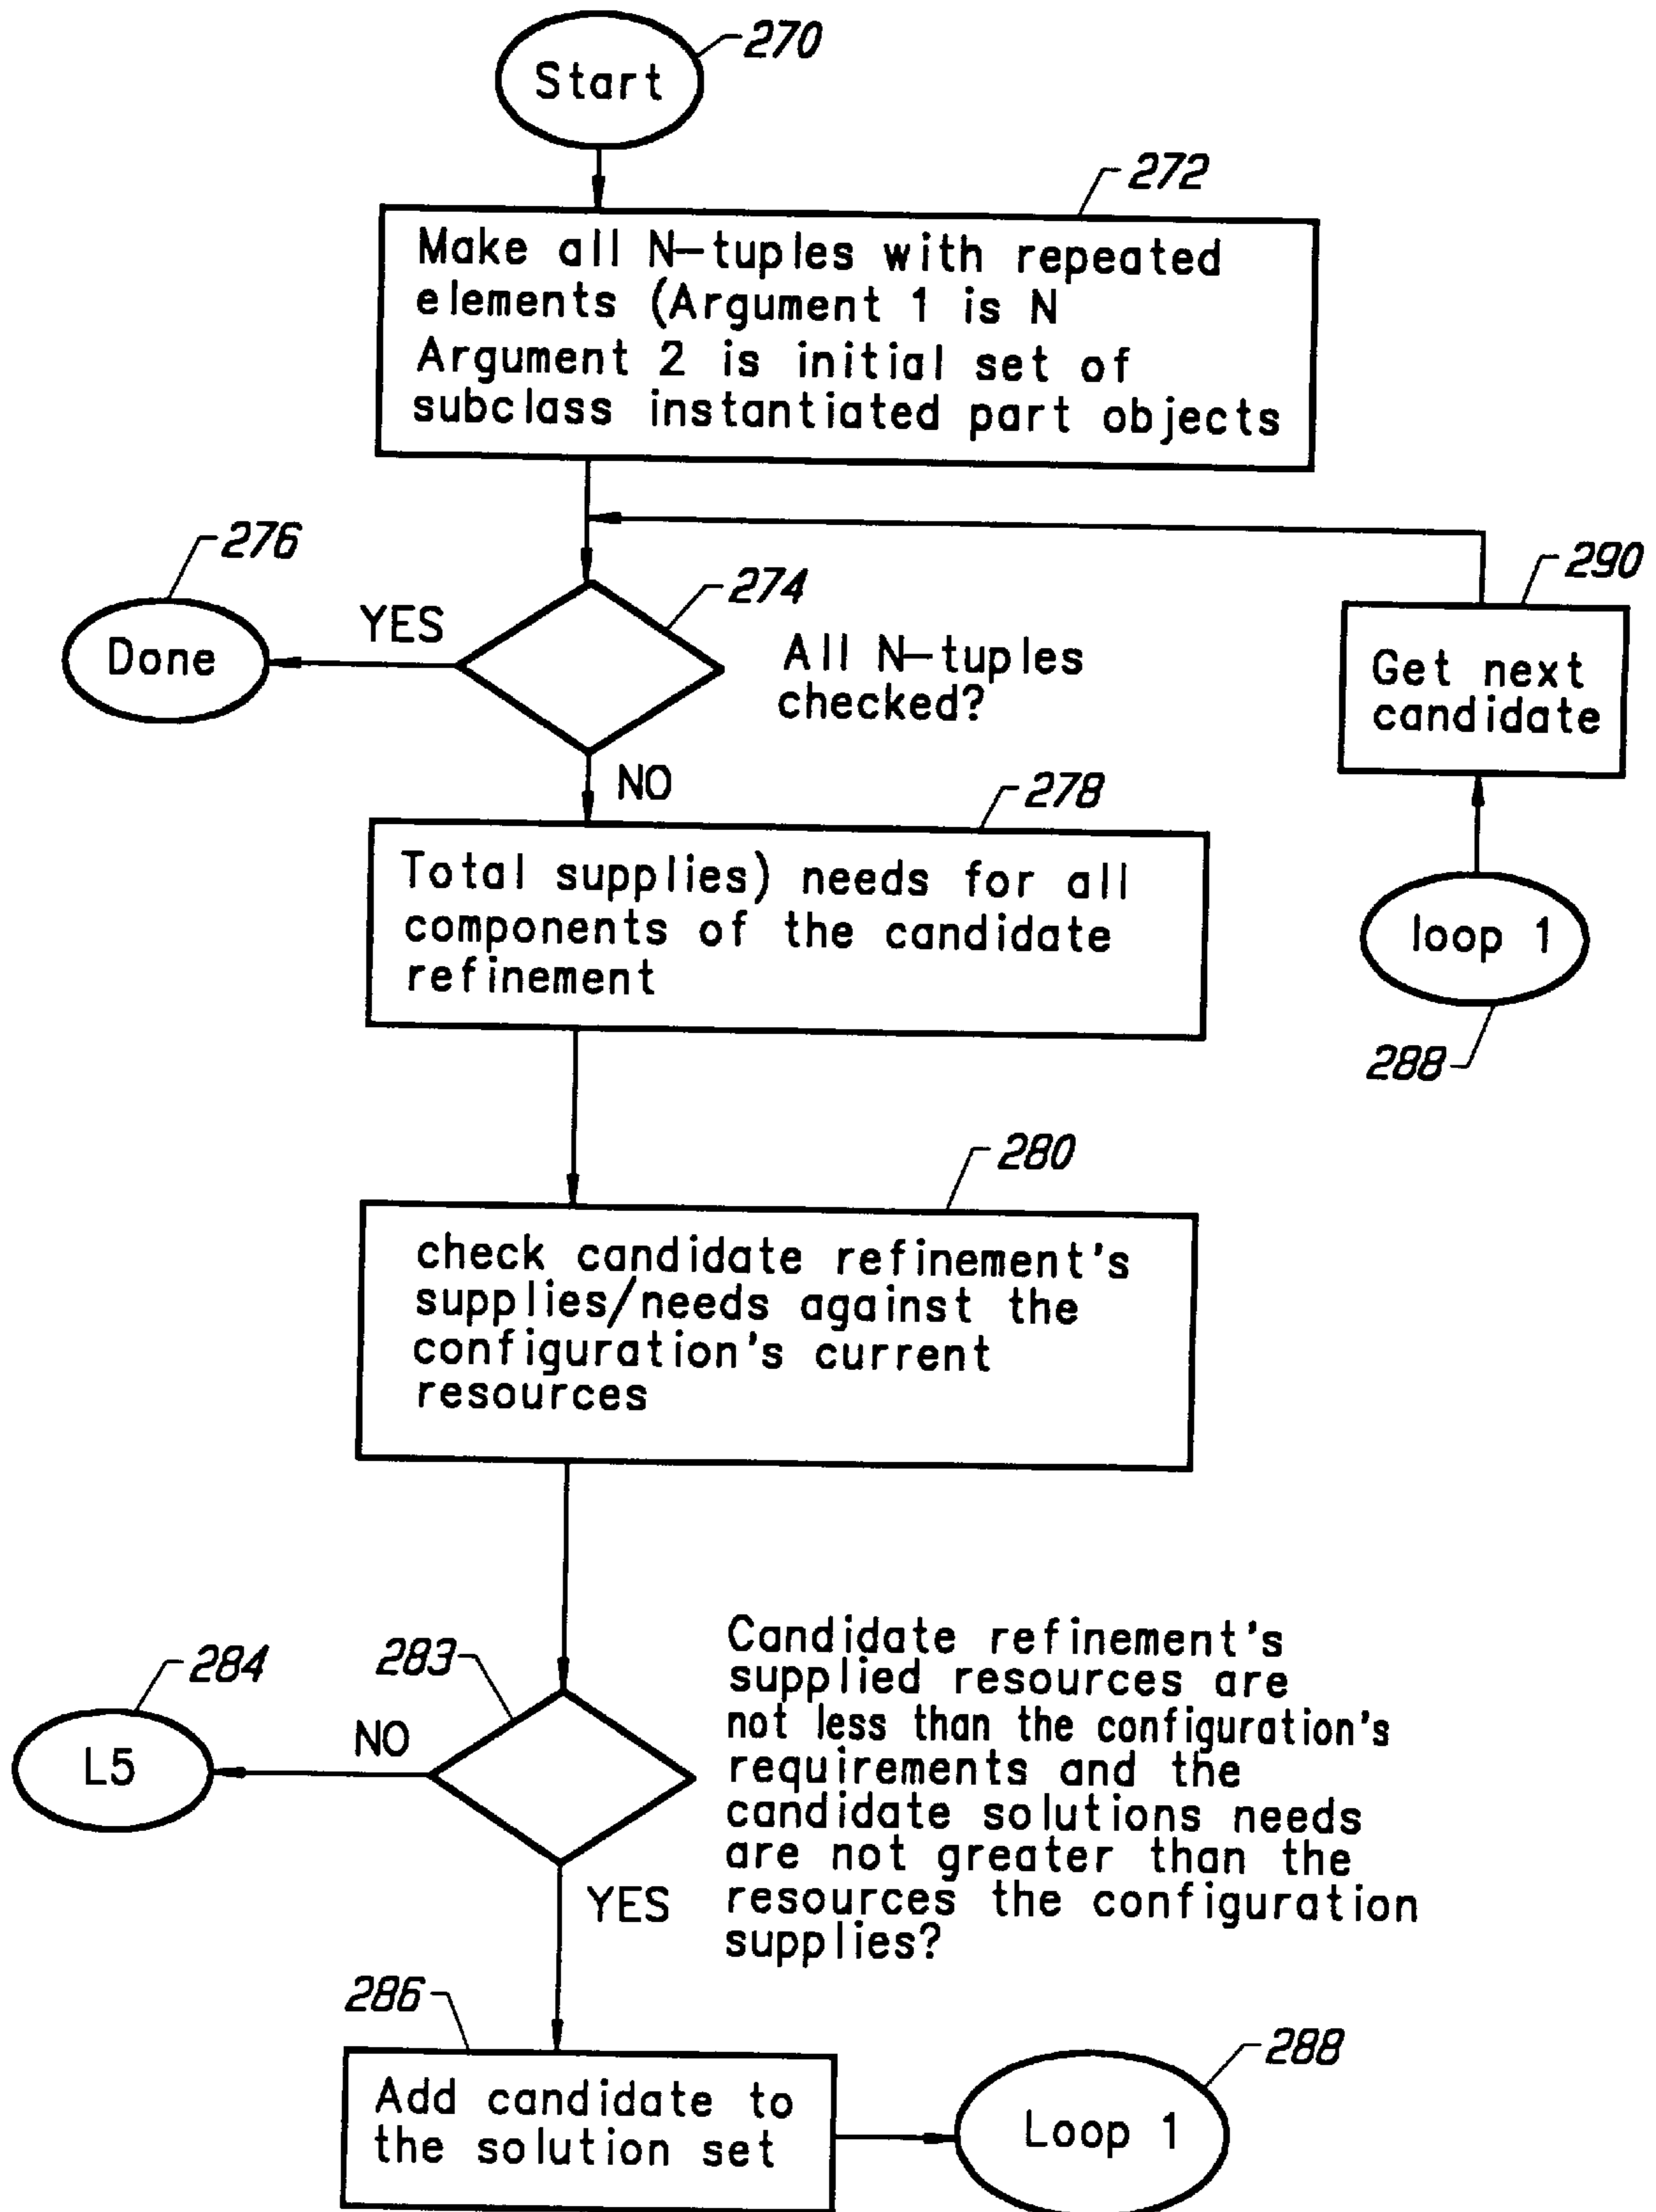 270
Start
272
Make all N-tuples with repeated
elements (Argument 1 is N
Argument 2 is initial set of
subclass instantiated part objects
276
274
290
YES
Done
All N-tuples
checked?
Get next
candidate
NO
278
Total supplies) needs for all
components of the candidate
refinement
loop 1
288
280
check candidate refinement's
supplies/needs against the
configuration's current
resources
284
283
NO
L5
Candidate refinement's
supplied resources are
not less than the configuration's
requirements and the
candidate solutions needs
are not greater than the
resources the configuration
supplies?
YES
286
288
Add candidate to
the solution set
Loop 1